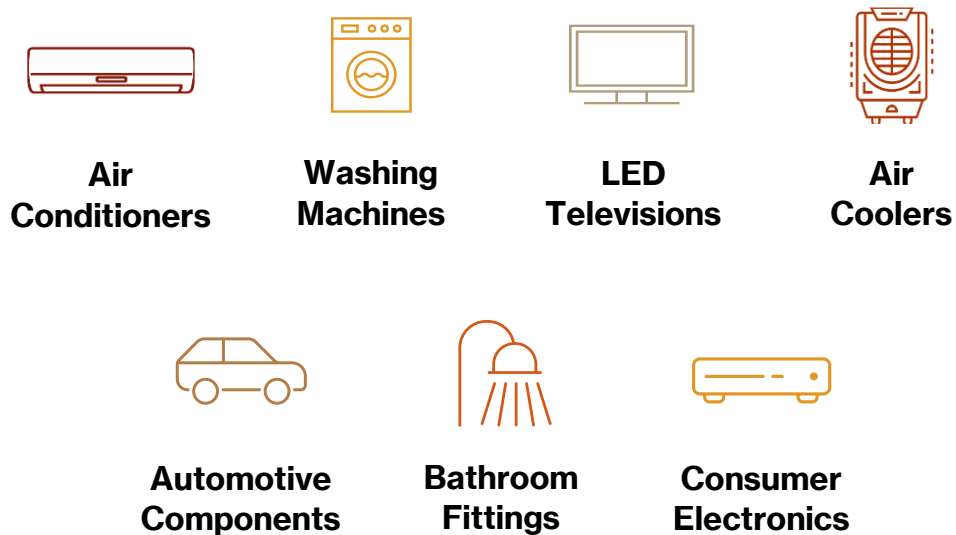 Air
Conditioners
Washing
Machines
LED
Televisions
Air
Coolers
Automotive
Components
Bathroom
Fittings
Consumer
Electronics